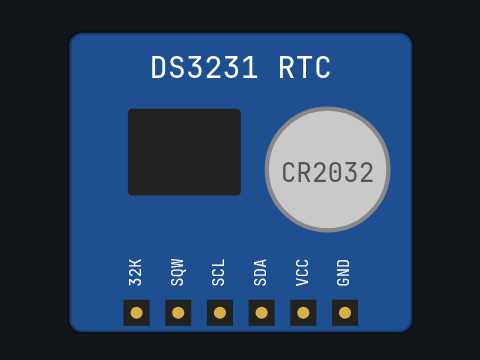 DS3231 RTC
CR2032
32K
SQW
SCL
SDA
VCC
GND